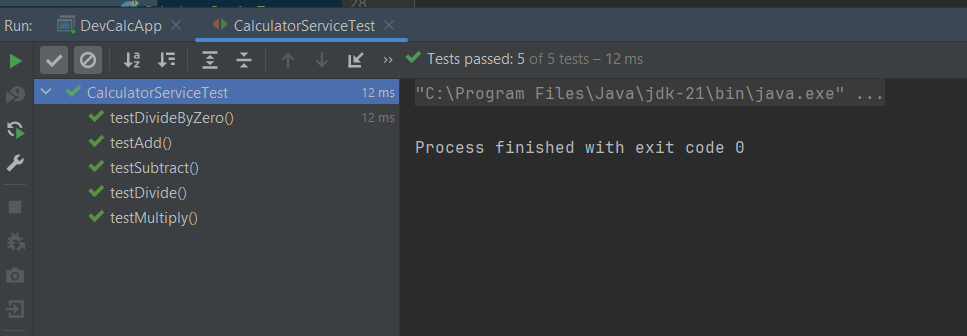 28
Run:
DevCalcApp
CalculatorServiceTest
Tests passed: 5 of 5 tests – 12 ms
CalculatorServiceTest 12 ms
testDivideByZero() 12 ms
testAdd()
testSubtract()
testDivide()
testMultiply()
"C:\Program Files\Java\jdk-21\bin\java.exe" ...
Process finished with exit code 0